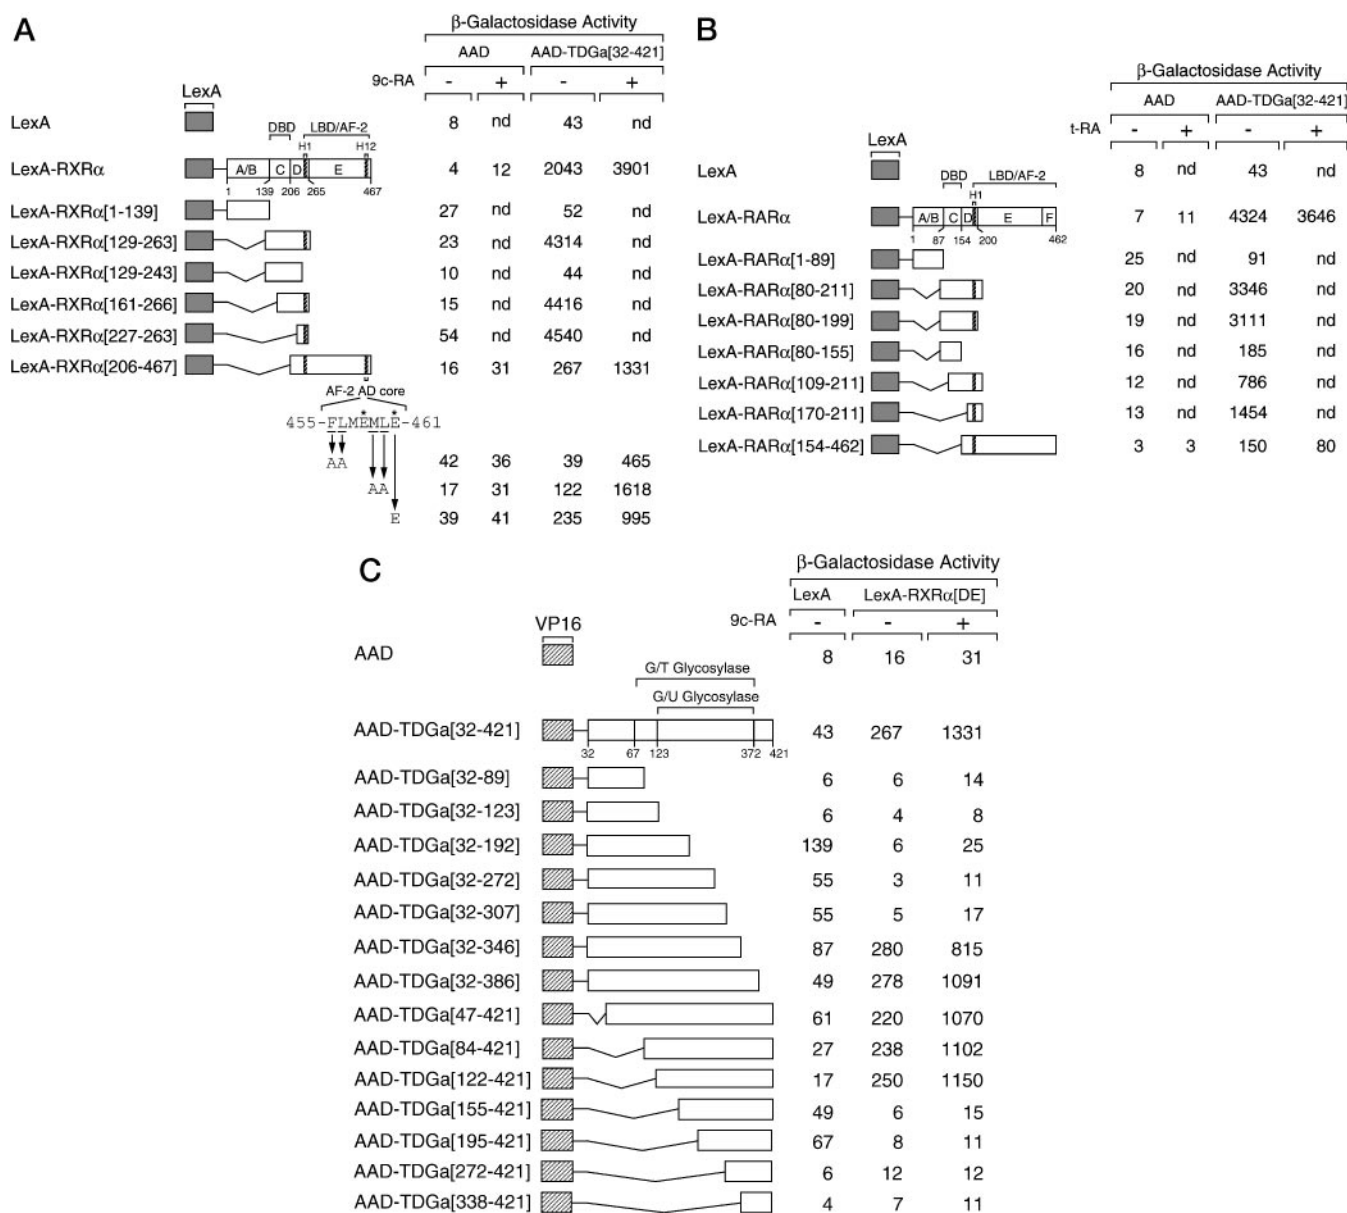 A
β-Galactosidase Activity
AAD AAD-TDGa[32-421]
9c-RA - + - +
LexA
LexA 8 nd 43 nd
DBD LBD/AF-2
H1 H12
LexA-RXRα A/B C D E 4 12 2043 3901
1 139 206 265 467
LexA-RXRα[1-139] 27 nd 52 nd
LexA-RXRα[129-263] 23 nd 4314 nd
LexA-RXRα[129-243] 10 nd 44 nd
LexA-RXRα[161-266] 15 nd 4416 nd
LexA-RXRα[227-263] 54 nd 4540 nd
LexA-RXRα[206-467] 16 31 267 1331
AF-2 AD core
* *
455-FLMEMLE-461
AA 42 36 39 465
AA 17 31 122 1618
E 39 41 235 995
B
β-Galactosidase Activity
AAD AAD-TDGa[32-421]
t-RA - + - +
LexA
LexA 8 nd 43 nd
DBD LBD/AF-2
H1
LexA-RARα A/B C D E F 7 11 4324 3646
1 87 154 200 462
LexA-RARα[1-89] 25 nd 91 nd
LexA-RARα[80-211] 20 nd 3346 nd
LexA-RARα[80-199] 19 nd 3111 nd
LexA-RARα[80-155] 16 nd 185 nd
LexA-RARα[109-211] 12 nd 786 nd
LexA-RARα[170-211] 13 nd 1454 nd
LexA-RARα[154-462] 3 3 150 80
C
β-Galactosidase Activity
LexA LexA-RXRα[DE]
9c-RA - - +
VP16
AAD 8 16 31
G/T Glycosylase
G/U Glycosylase
AAD-TDGa[32-421] 43 267 1331
32 67 123 372 421
AAD-TDGa[32-89] 6 6 14
AAD-TDGa[32-123] 6 4 8
AAD-TDGa[32-192] 139 6 25
AAD-TDGa[32-272] 55 3 11
AAD-TDGa[32-307] 55 5 17
AAD-TDGa[32-346] 87 280 815
AAD-TDGa[32-386] 49 278 1091
AAD-TDGa[47-421] 61 220 1070
AAD-TDGa[84-421] 27 238 1102
AAD-TDGa[122-421] 17 250 1150
AAD-TDGa[155-421] 49 6 15
AAD-TDGa[195-421] 67 8 11
AAD-TDGa[272-421] 6 12 12
AAD-TDGa[338-421] 4 7 11